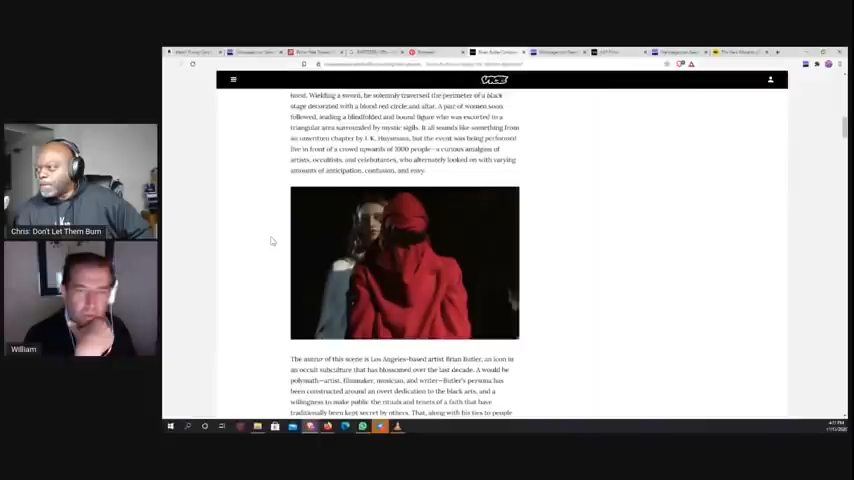 VICE
hood. Wielding a sword, he solemnly traversed the perimeter of a black
stage decorated with a blood red circle and altar. A pair of women soon
followed, leading a blindfolded and bound figure who was escorted to a
triangular area surrounded by mystic sigils. It all sounds like something from
an unwritten chapter by J. K. Huysmans, but the event was being performed
live in front of a crowd upwards of 1000 people—a curious amalgam of
artists, occultists, and celebutantes, who alternately looked on with varying
amounts of anticipation, confusion, and envy.
The auteur of this scene is Los Angeles-based artist Brian Butler, an icon in
an occult subculture that has blossomed over the last decade. A would be
polymath—artist, filmmaker, musician, and writer—Butler's persona has
been constructed around an overt dedication to the black arts, and a
willingness to make public the rituals and tenets of a faith that have
traditionally been kept secret by others. That, along with his ties to people
Chris: Don't Let Them Burn
William